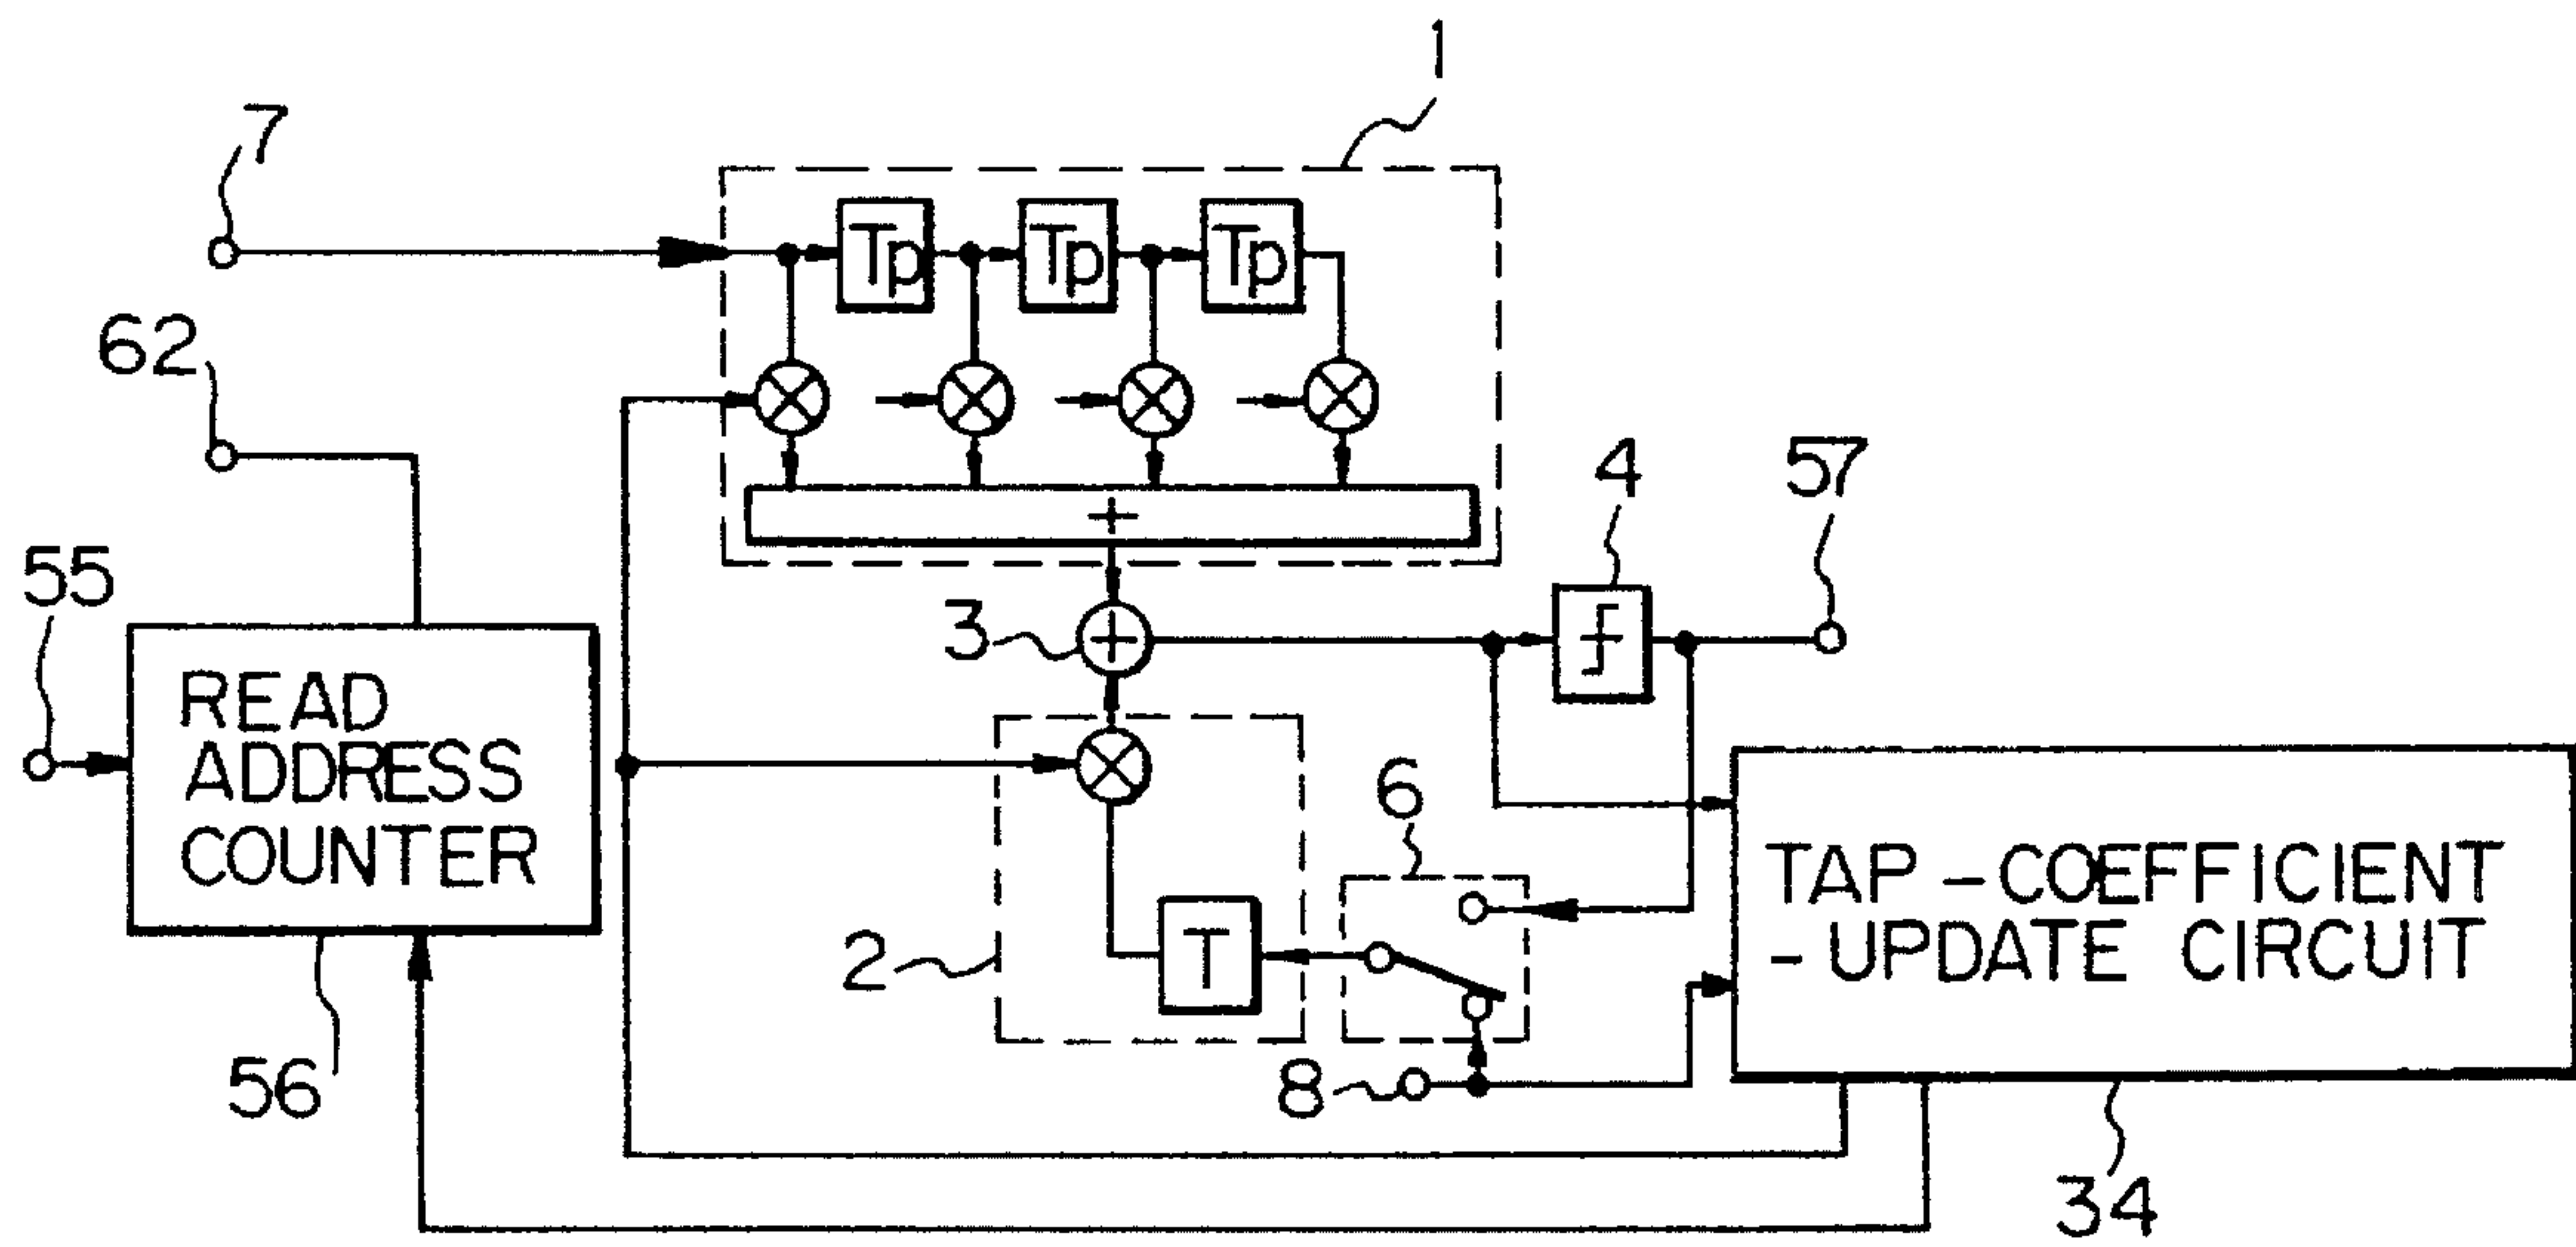 1
7
Tp Tp Tp
62
+
4
57
55
3
+
READ
ADDRESS
COUNTER
6
TAP-COEFFICIENT
-UPDATE CIRCUIT
2
T
56
8
34